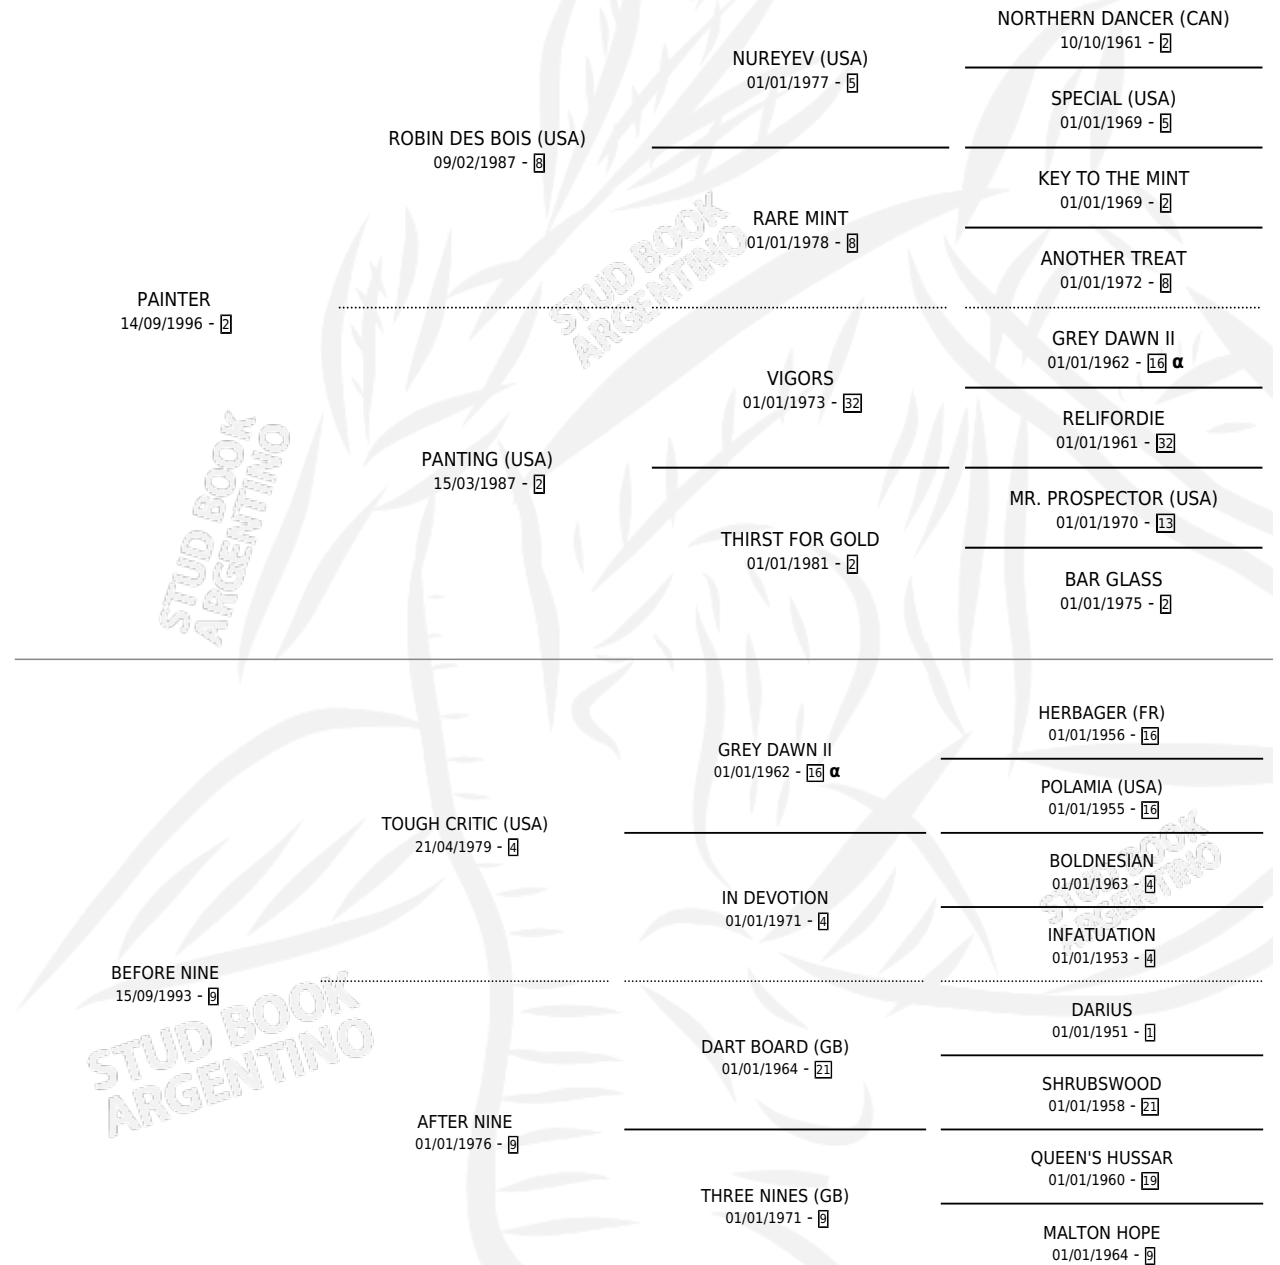 NORTHERN DANCER (CAN)
10/10/1961 - 2
NUREYEV (USA)
01/01/1977 - 5
SPECIAL (USA)
01/01/1969 - 5
ROBIN DES BOIS (USA)
09/02/1987 - 8
KEY TO THE MINT
01/01/1969 - 2
RARE MINT
01/01/1978 - 8
ANOTHER TREAT
01/01/1972 - 8
PAINTER
14/09/1996 - 2
GREY DAWN II
01/01/1962 - 16 α
VIGORS
01/01/1973 - 32
RELIFORDIE
01/01/1961 - 32
PANTING (USA)
15/03/1987 - 2
MR. PROSPECTOR (USA)
01/01/1970 - 13
THIRST FOR GOLD
01/01/1981 - 2
BAR GLASS
01/01/1975 - 2
HERBAGER (FR)
01/01/1956 - 16
GREY DAWN II
01/01/1962 - 16 α
POLAMIA (USA)
01/01/1955 - 16
TOUGH CRITIC (USA)
21/04/1979 - 4
BOLDNESIAN
01/01/1963 - 4
IN DEVOTION
01/01/1971 - 4
INFATUATION
01/01/1953 - 4
BEFORE NINE
15/09/1993 - 9
DARIUS
01/01/1951 - 1
DART BOARD (GB)
01/01/1964 - 21
SHRUBSWOOD
01/01/1958 - 21
AFTER NINE
01/01/1976 - 9
QUEEN'S HUSSAR
01/01/1960 - 19
THREE NINES (GB)
01/01/1971 - 9
MALTON HOPE
01/01/1964 - 9
STUD BOOK
ARGENTINO
STUD BOOK
ARGENTINO
STUD BOOK
ARGENTINO
STUD BOOK
ARGENTINO